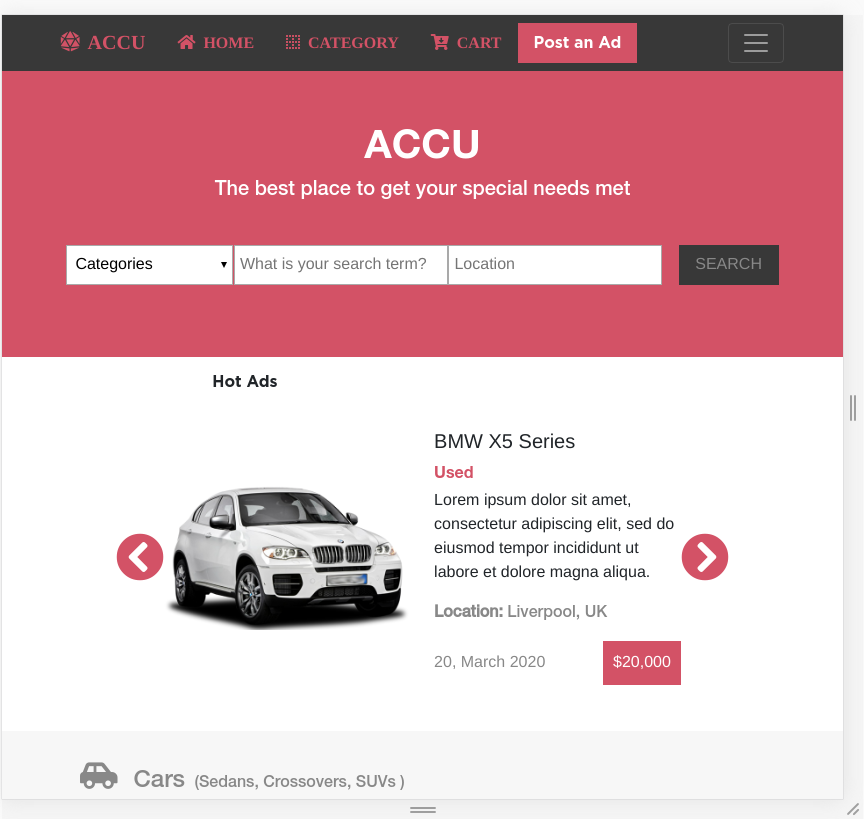 ACCU HOME CATEGORY CART Post an Ad
ACCU
The best place to get your special needs met
Categories What is your search term? Location SEARCH
Hot Ads
BMW X5 Series
Used
Lorem ipsum dolor sit amet,
consectetur adipiscing elit, sed do
eiusmod tempor incididunt ut
labore et dolore magna aliqua.
Location: Liverpool, UK
20, March 2020 $20,000
Cars (Sedans, Crossovers, SUVs )